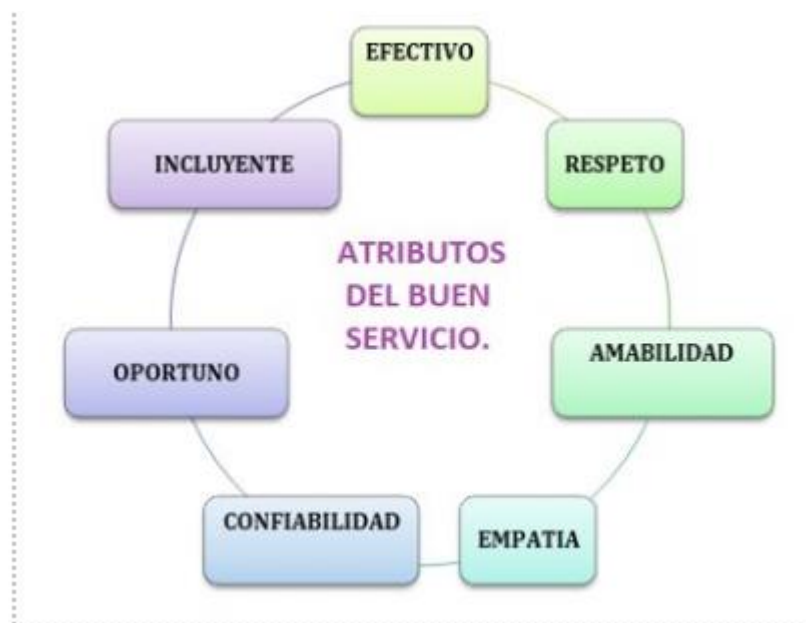 EFECTIVO
RESPETO
AMABILIDAD
EMPATIA
CONFIABILIDAD
OPORTUNO
INCLUYENTE
ATRIBUTOS
DEL BUEN
SERVICIO.